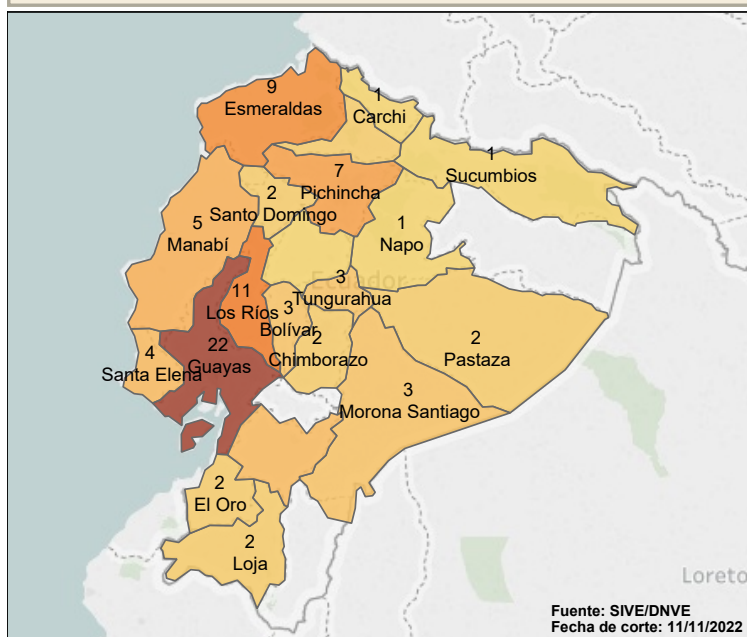 9
Esmeraldas
1
Carchi
1
Sucumbios
7
Pichincha
2
Santo Domingo
5
Manabí
1
Napo
Ecuador
3
Tungurahua
11
Los Ríos
3
Bolívar
2
Chimborazo
22
Guayas
4
Santa Elena
2
Pastaza
3
Morona Santiago
2
El Oro
2
Loja
Loreto
Fuente: SIVE/DNVE
Fecha de corte: 11/11/2022